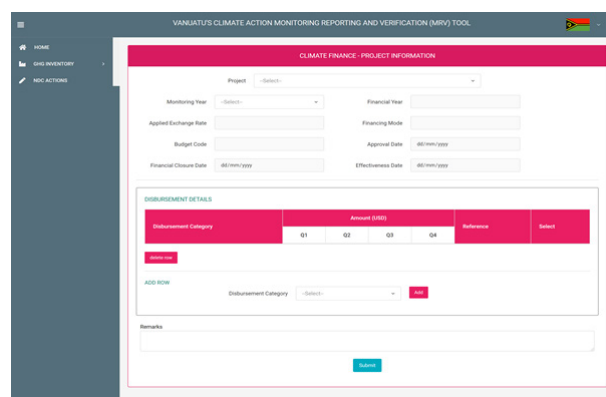 VANUATU'S CLIMATE ACTION MONITORING REPORTING AND VERIFICATION (MRV) TOOL
HOME
GHG INVENTORY
NDC ACTIONS
CLIMATE FINANCE - PROJECT INFORMATION
Project -Select-
Monitoring Year -Select- Financial Year
Applied Exchange Rate Financing Mode
Budget Code Approval Date dd/mm/yyyy
Financial Closure Date dd/mm/yyyy Effectiveness Date dd/mm/yyyy
DISBURSEMENT DETAILS
Disbursement Category Amount (USD) Reference Select
Q1 Q2 Q3 Q4
delete row
ADD ROW
Disbursement Category -Select- Add
Remarks
Submit